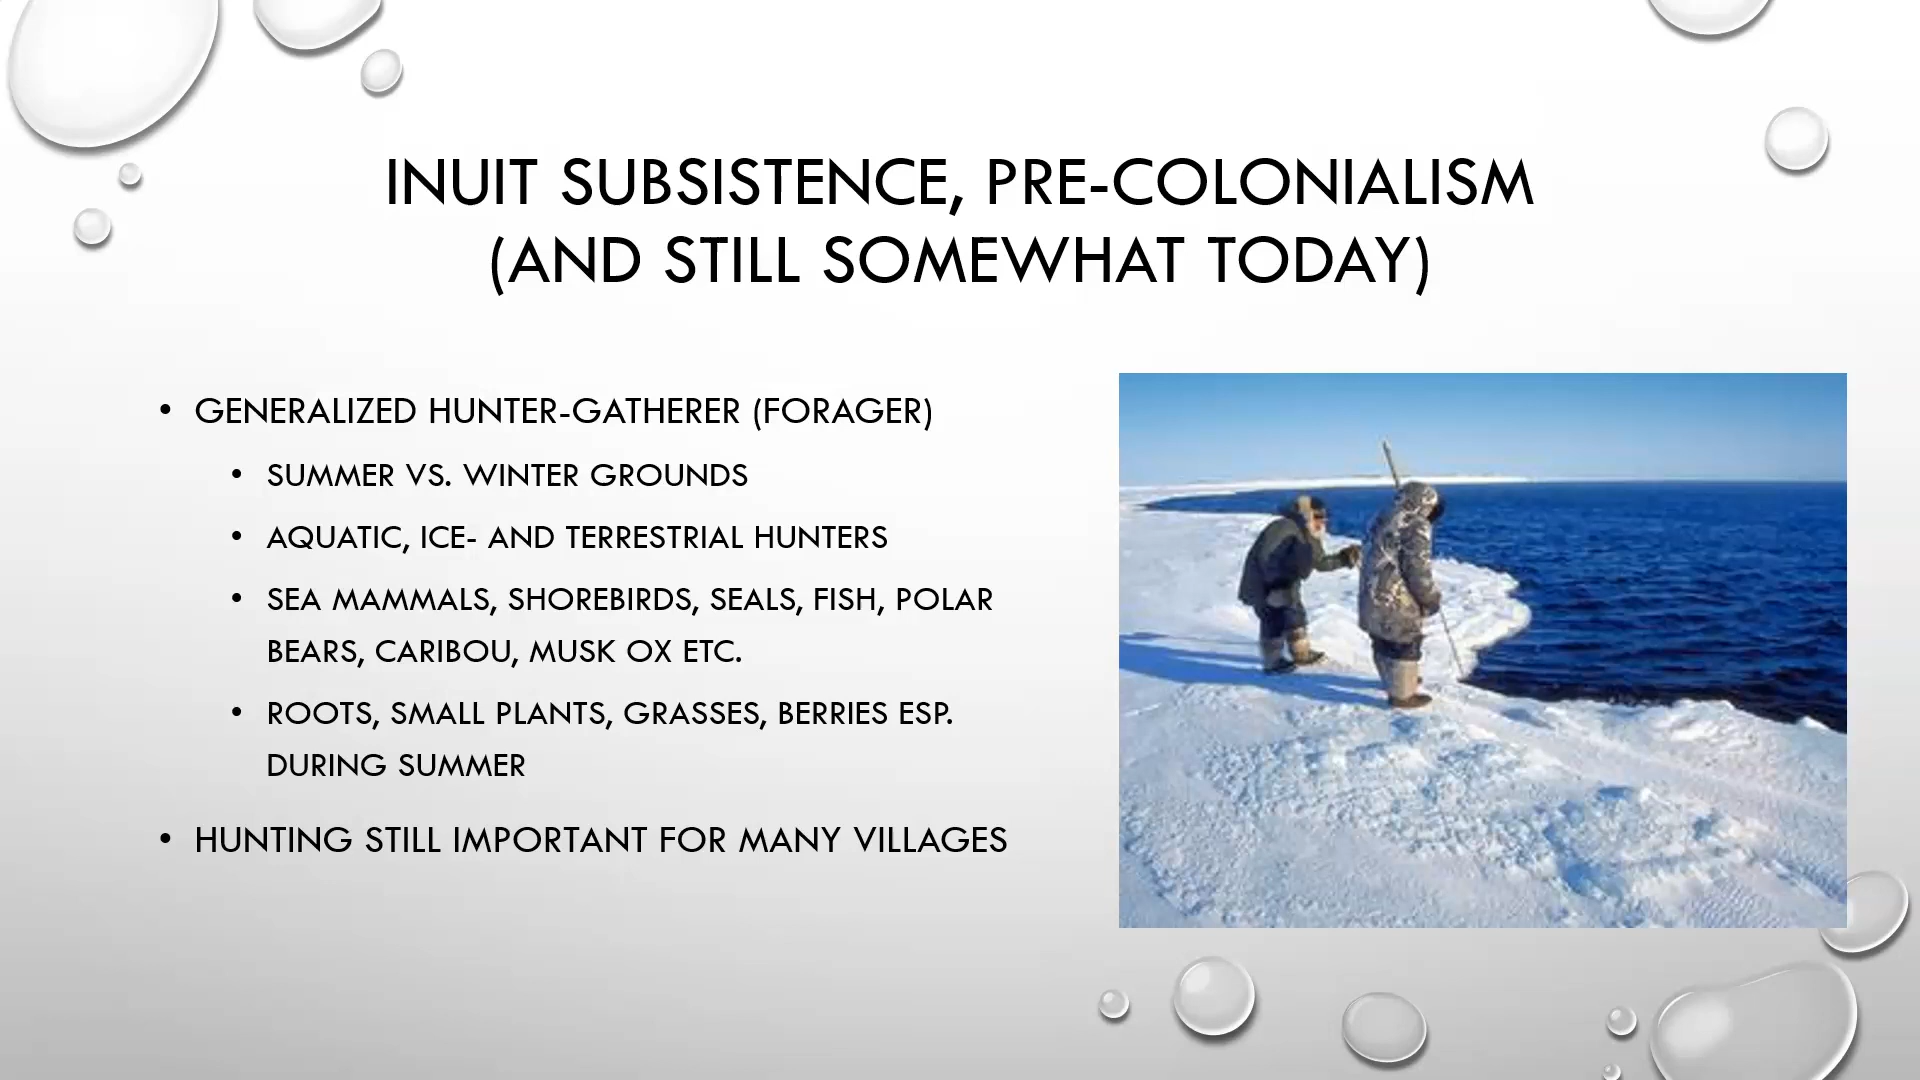 INUIT SUBSISTENCE, PRE-COLONIALISM
(AND STILL SOMEWHAT TODAY)
• GENERALIZED HUNTER-GATHERER (FORAGER)
• SUMMER VS. WINTER GROUNDS
• AQUATIC, ICE- AND TERRESTRIAL HUNTERS
• SEA MAMMALS, SHOREBIRDS, SEALS, FISH, POLAR
BEARS, CARIBOU, MUSK OX ETC.
• ROOTS, SMALL PLANTS, GRASSES, BERRIES ESP.
DURING SUMMER
• HUNTING STILL IMPORTANT FOR MANY VILLAGES